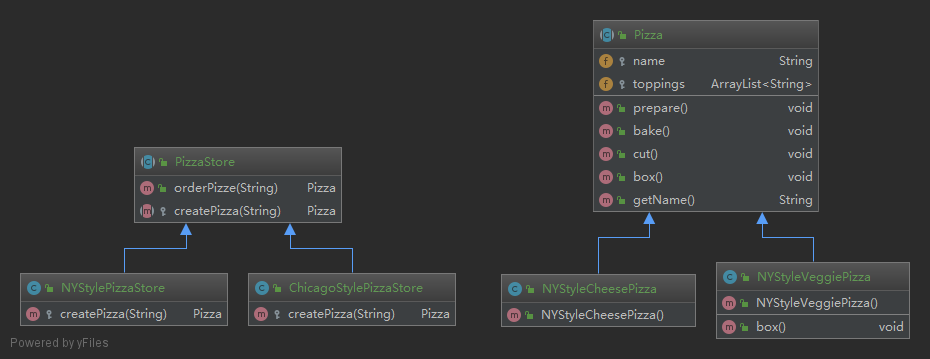 PizzaStore
orderPizze(String) Pizza
createPizza(String) Pizza
NYStylePizzaStore
createPizza(String) Pizza
ChicagoStylePizzaStore
createPizza(String) Pizza
Pizza
name String
toppings ArrayList<String>
prepare() void
bake() void
cut() void
box() void
getName() String
NYStyleCheesePizza
NYStyleCheesePizza()
NYStyleVeggiePizza
NYStyleVeggiePizza()
box() void
Powered by yFiles